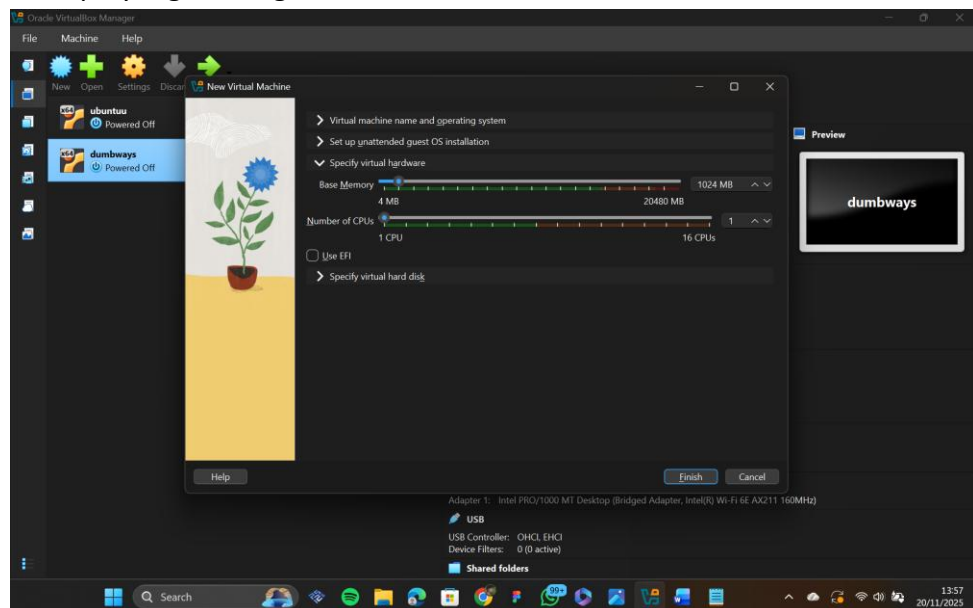 Oracle VirtualBox Manager
File Machine Help
New Open Settings Discar
ubuntuu
Powered Off
dumbways
Powered Off
New Virtual Machine
Virtual machine name and operating system
Set up unattended guest OS installation
Specify virtual hardware
Base Memory 1024 MB
4 MB 20480 MB
Number of CPUs 1
1 CPU 16 CPUs
Use EFI
Specify virtual hard disk
Help Finish Cancel
Preview
dumbways
Adapter 1: Intel PRO/1000 MT Desktop (Bridged Adapter, Intel(R) Wi-Fi 6E AX211 160MHz)
USB
USB Controller: OHCI, EHCI
Device Filters: 0 (0 active)
Shared folders
Search
99+
13:57
20/11/2025